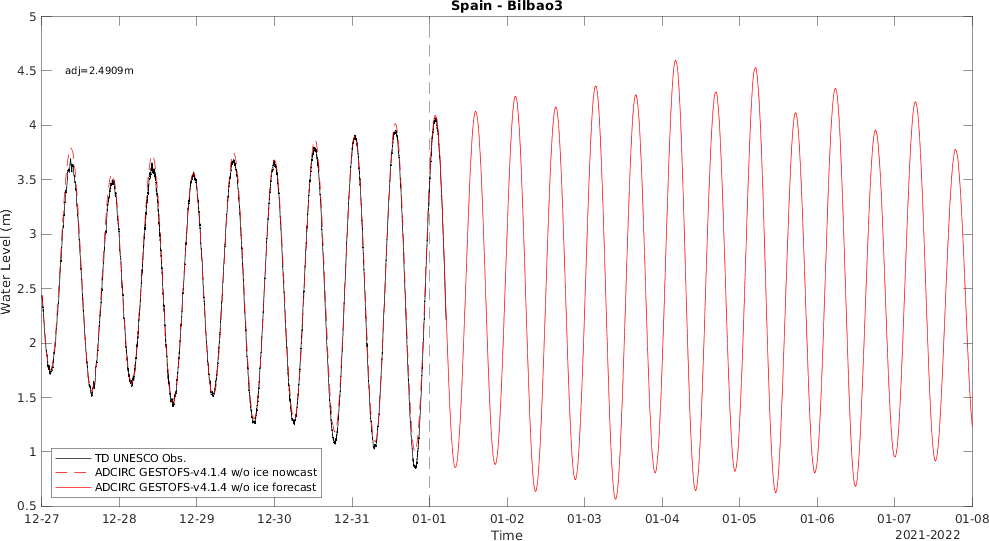 Spain - Bilbao3
adj=2.4909m
Water Level (m)
5
4.5
4
3.5
3
2.5
2
1.5
1
0.5
TD UNESCO Obs.
ADCIRC GESTOFS-v4.1.4 w/o ice nowcast
ADCIRC GESTOFS-v4.1.4 w/o ice forecast
12-27 12-28 12-29 12-30 12-31 01-01 01-02 01-03 01-04 01-05 01-06 01-07 01-08
Time
2021-2022